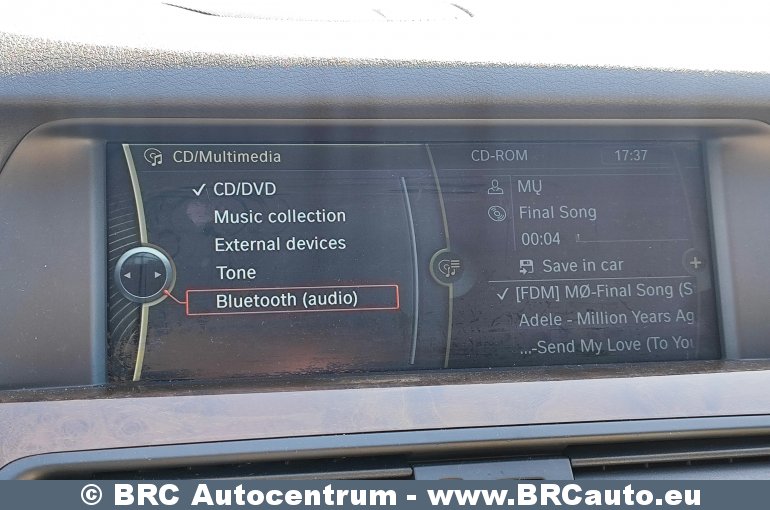 CD/Multimedia
CD/DVD
Music collection
External devices
Tone
Bluetooth (audio)
CD-ROM 17:37
MŲ
Final Song
00:04
Save in car
[FDM] MØ-Final Song (S
Adele - Million Years Ag
...-Send My Love (To You
© BRC Autocentrum - www.BRCauto.eu